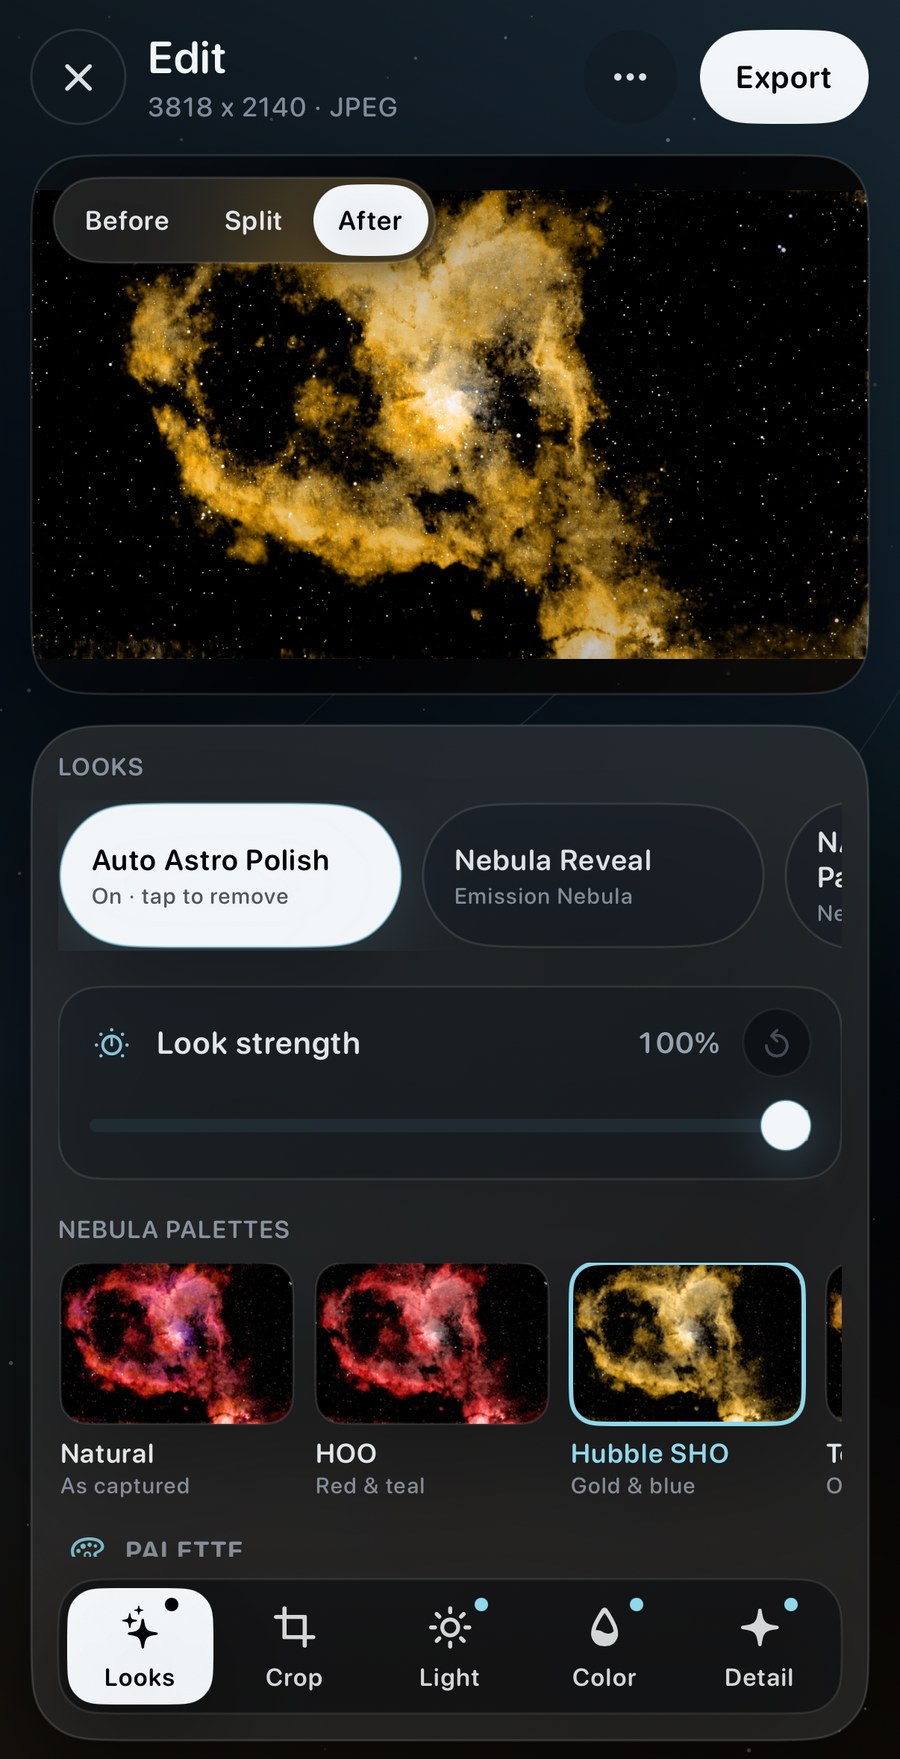 Edit
3818 x 2140 · JPEG
Export
Before
Split
After
LOOKS
Auto Astro Polish
On · tap to remove
Nebula Reveal
Emission Nebula
Look strength
100%
NEBULA PALETTES
Natural
As captured
HOO
Red & teal
Hubble SHO
Gold & blue
PALETTE
Looks
Crop
Light
Color
Detail